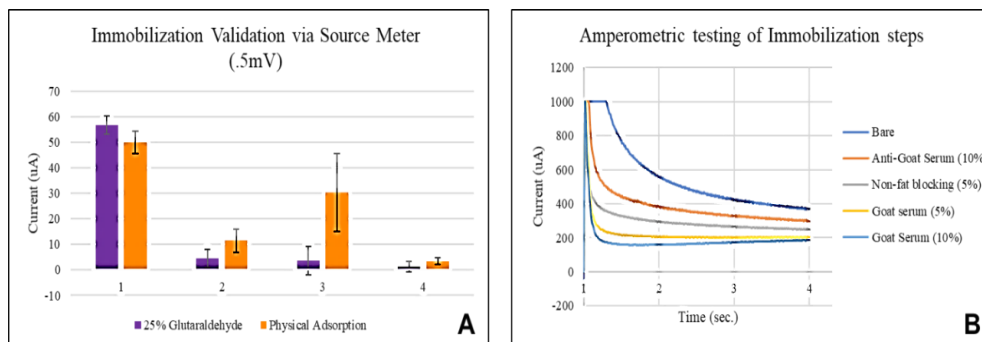 Immobilization Validation via Source Meter
(.5mV)
70
60
50
40
30
20
10
0
-10
Current (uA)
1 2 3 4
25% Glutaraldehyde Physical Adsorption
A
Amperometric testing of Immobilization steps
1200
1000
800
600
400
200
0
-200
Current (uA)
1 2 3 4
Time (sec.)
Bare
Anti-Goat Serum (10%
Non-fat blocking (5%)
Goat serum (5%)
Goat Serum (10%)
B